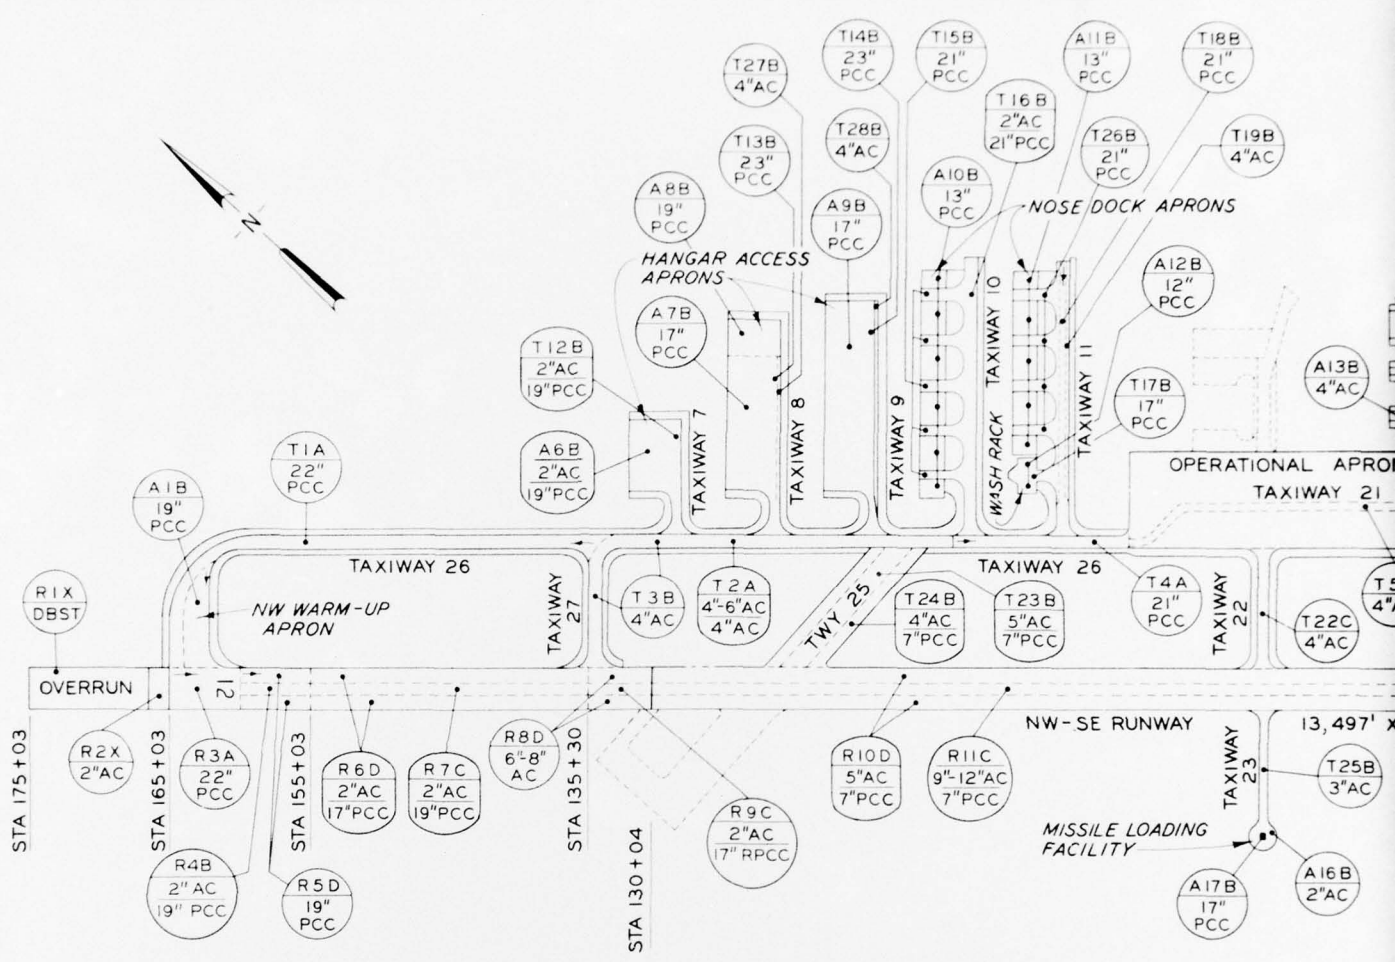 T14B
23"
PCC
T15B
21"
PCC
A11B
13"
PCC
T18B
21"
PCC
T27B
4"AC
T16B
2"AC
21"PCC
T28B
4"AC
T26B
21"
PCC
T19B
4"AC
T13B
23"
PCC
A10B
13"
PCC
A8B
19"
PCC
A9B
17"
PCC
NOSE DOCK APRONS
N
HANGAR ACCESS
APRONS
A12B
12"
PCC
A7B
17"
PCC
T12B
2"AC
19"PCC
A13B
4"AC
T17B
17"
PCC
TAXIWAY 7
TAXIWAY 8
TAXIWAY 9
TAXIWAY 10
WASH RACK
TAXIWAY 11
A6B
2"AC
19"PCC
T1A
22"
PCC
A1B
19"
PCC
OPERATIONAL
TAXIWAY 21
TAXIWAY 26
TAXIWAY 26
R1X
DBST
NW WARM-UP
APRON
TAXIWAY
27
T3B
4"AC
T2A
4"-6"AC
4"AC
TWY 25
T24B
4"AC
7"PCC
T23B
5"AC
7"PCC
T4A
21"
PCC
TAXIWAY
22
T22C
4"AC
OVERRUN
12
NW-SE RUNWAY
13,497' X
STA 175+03
R2X
2"AC
STA 165+03
R3A
22"
PCC
STA 155+03
R6D
2"AC
17"PCC
R7C
2"AC
19"PCC
R8D
6"-8"
AC
STA 135+30
R10D
5"AC
7"PCC
R11C
9"-12"AC
7"PCC
TAXIWAY
23
T25B
3"AC
R9C
2"AC
17" RPCC
MISSILE LOADING
FACILITY
R4B
2" AC
19" PCC
R5D
19"
PCC
STA 130+04
A17B
17"
PCC
A16B
2"AC